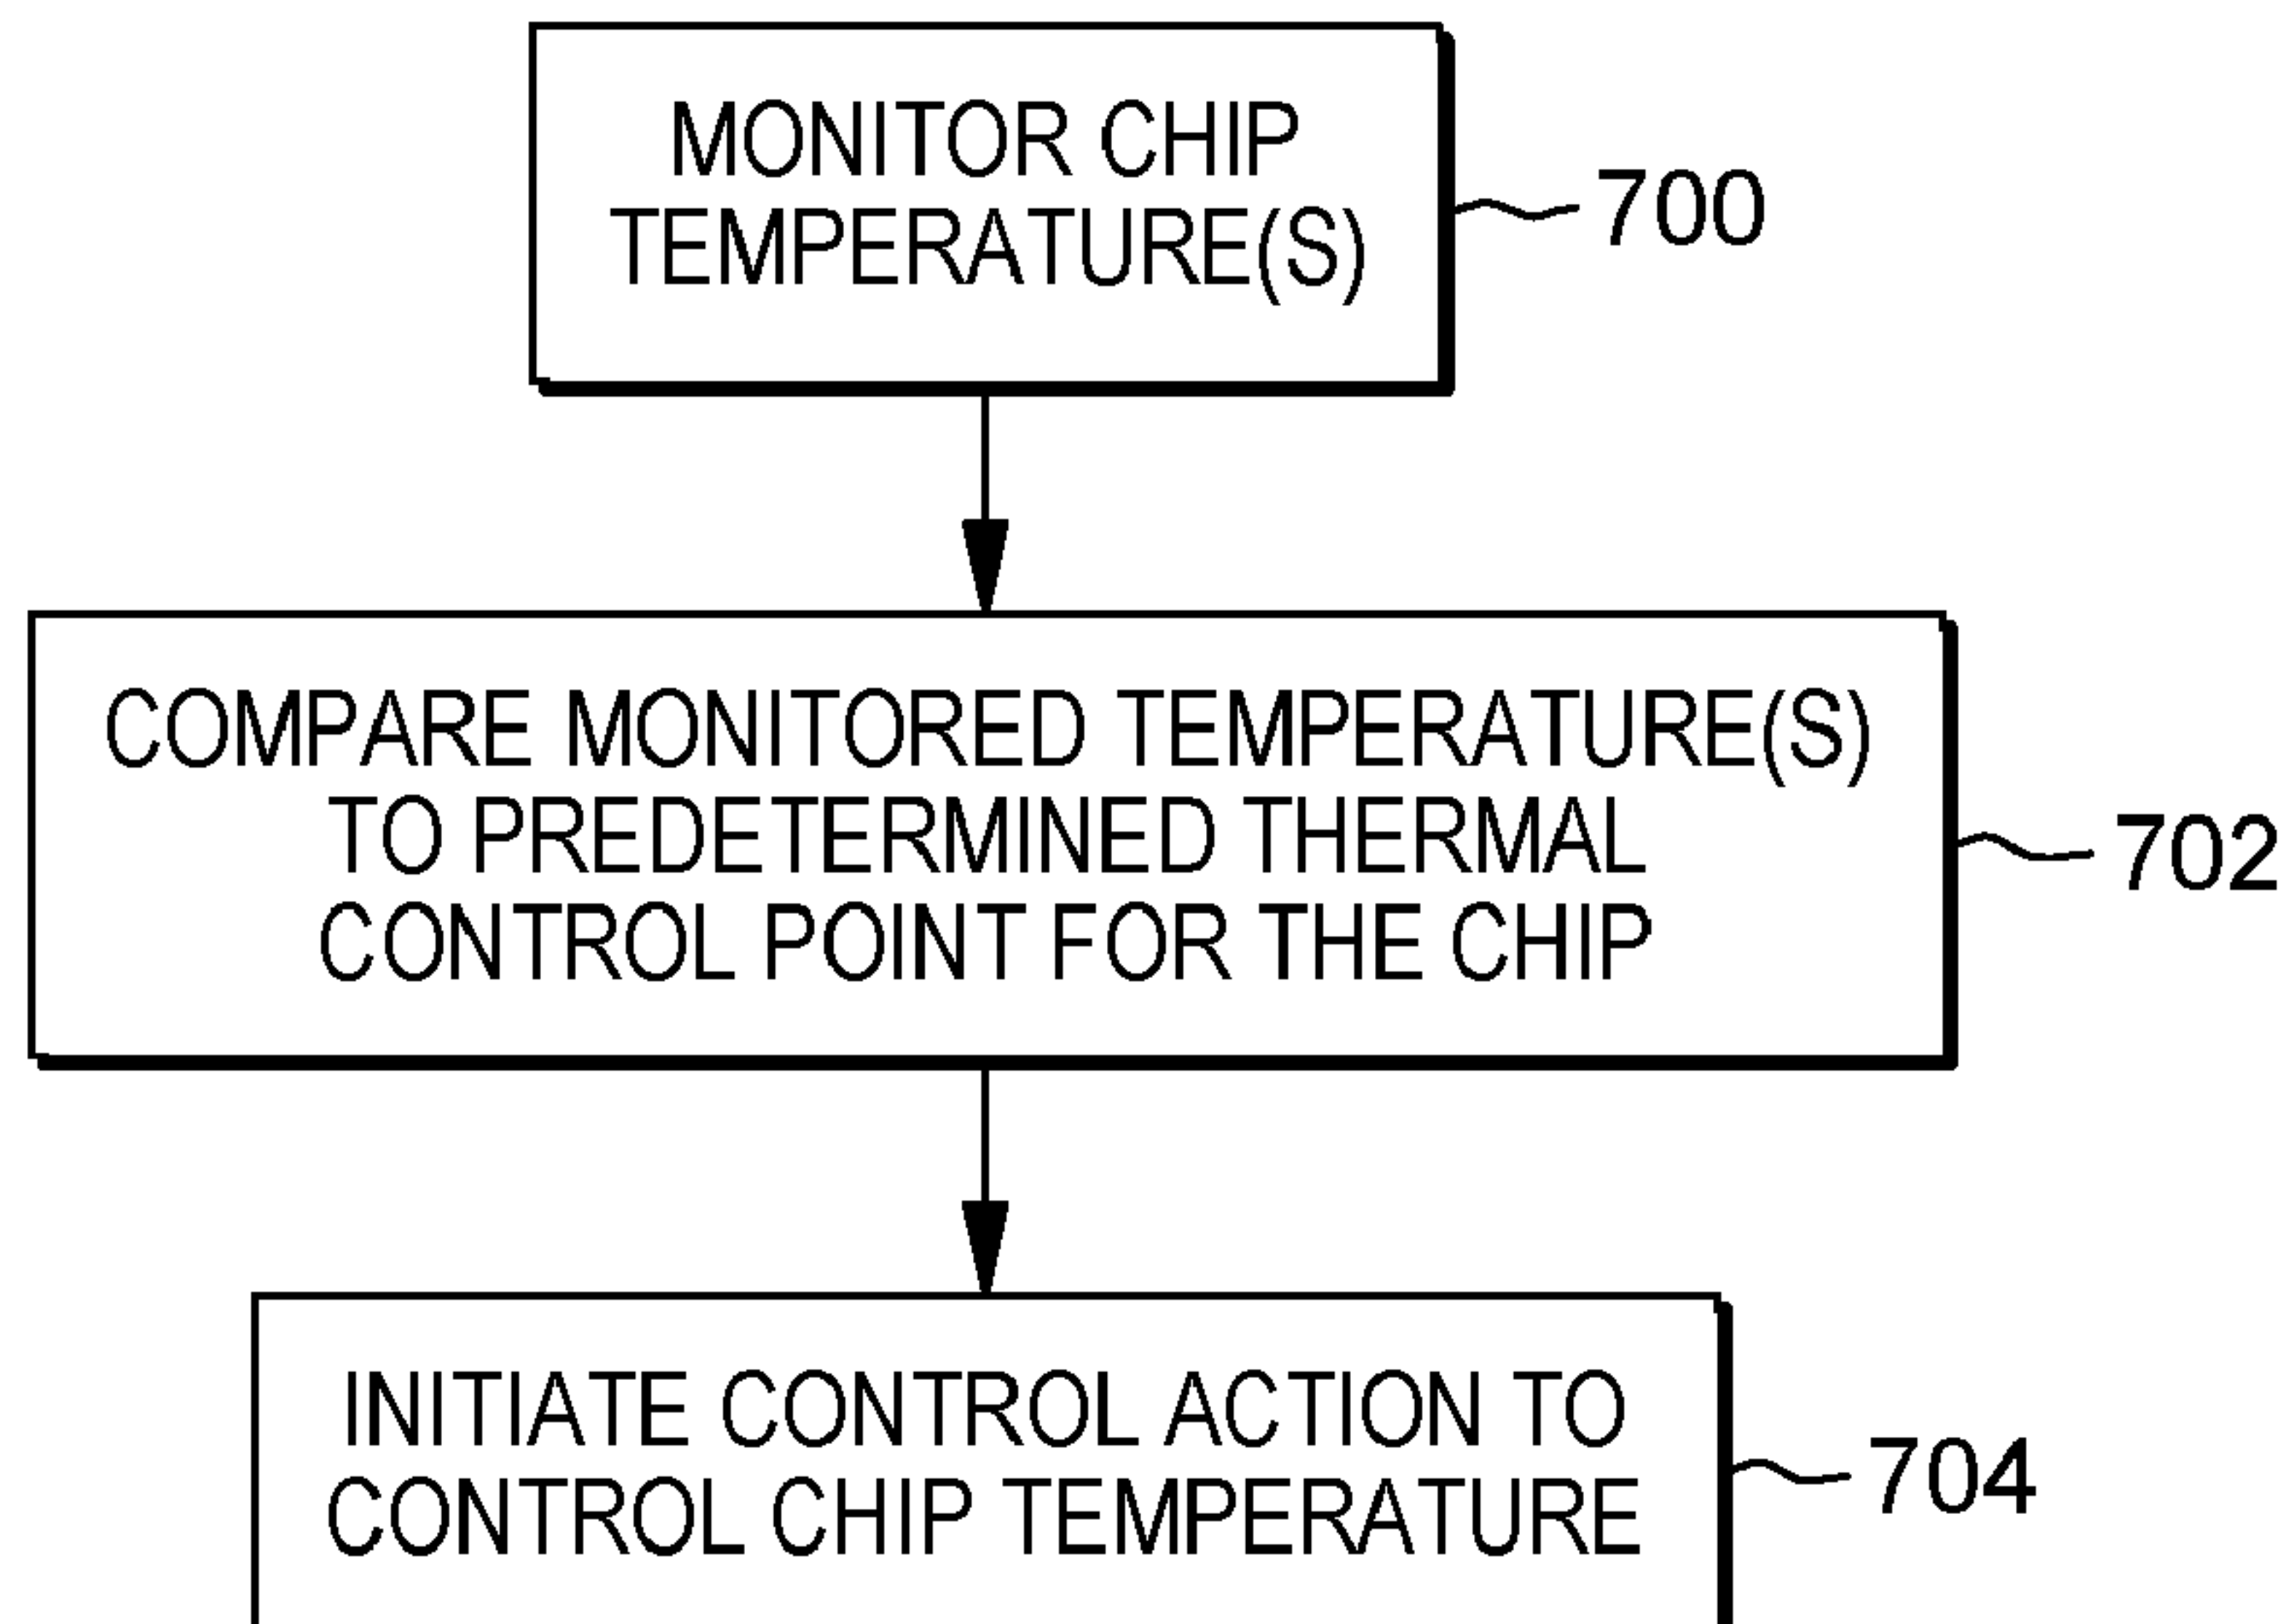 MONITOR CHIP
TEMPERATURE(S)
700
COMPARE MONITORED TEMPERATURE(S)
TO PREDETERMINED THERMAL
CONTROL POINT FOR THE CHIP
702
INITIATE CONTROL ACTION TO
CONTROL CHIP TEMPERATURE
704